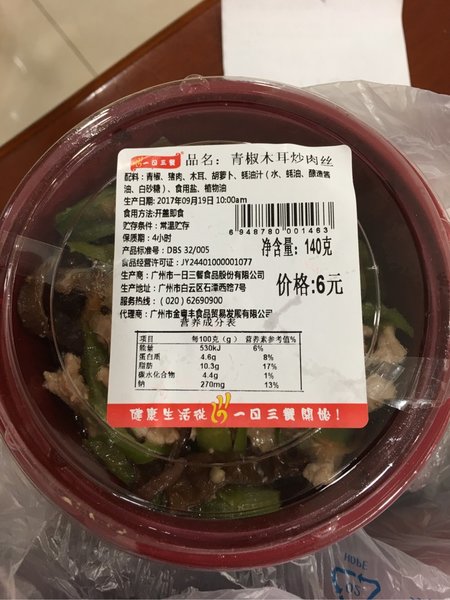 一日三餐
品名：青椒木耳炒肉丝
配料：青椒、猪肉、木耳、胡萝卜、蚝油汁（水、蚝油、酿造酱
油、白砂糖）、食用盐、植物油
生产日期：2017年09月19日 10:00am
食用方法：开盖即食
贮存条件：常温贮存
保质期：4小时
产品标准号：DBS 32/005
食品经营许可证：JY24401000001077
6948780001463
净含量：140克
生产商：广州市一日三餐食品股份有限公司
生产地址：广州市白云区石潭西路7号
服务热线：（020）62690900
代理商：广州市金粤丰食品贸易发展有限公司
价格：6元
营养成分表
项目 每100克（g） 营养素参考值%
能量 530kJ 6%
蛋白质 4.6g 8%
脂肪 10.3g 17%
碳水化合物 4.4g 1%
钠 270mg 13%
健康生活從 一日三餐開始！
HDPE